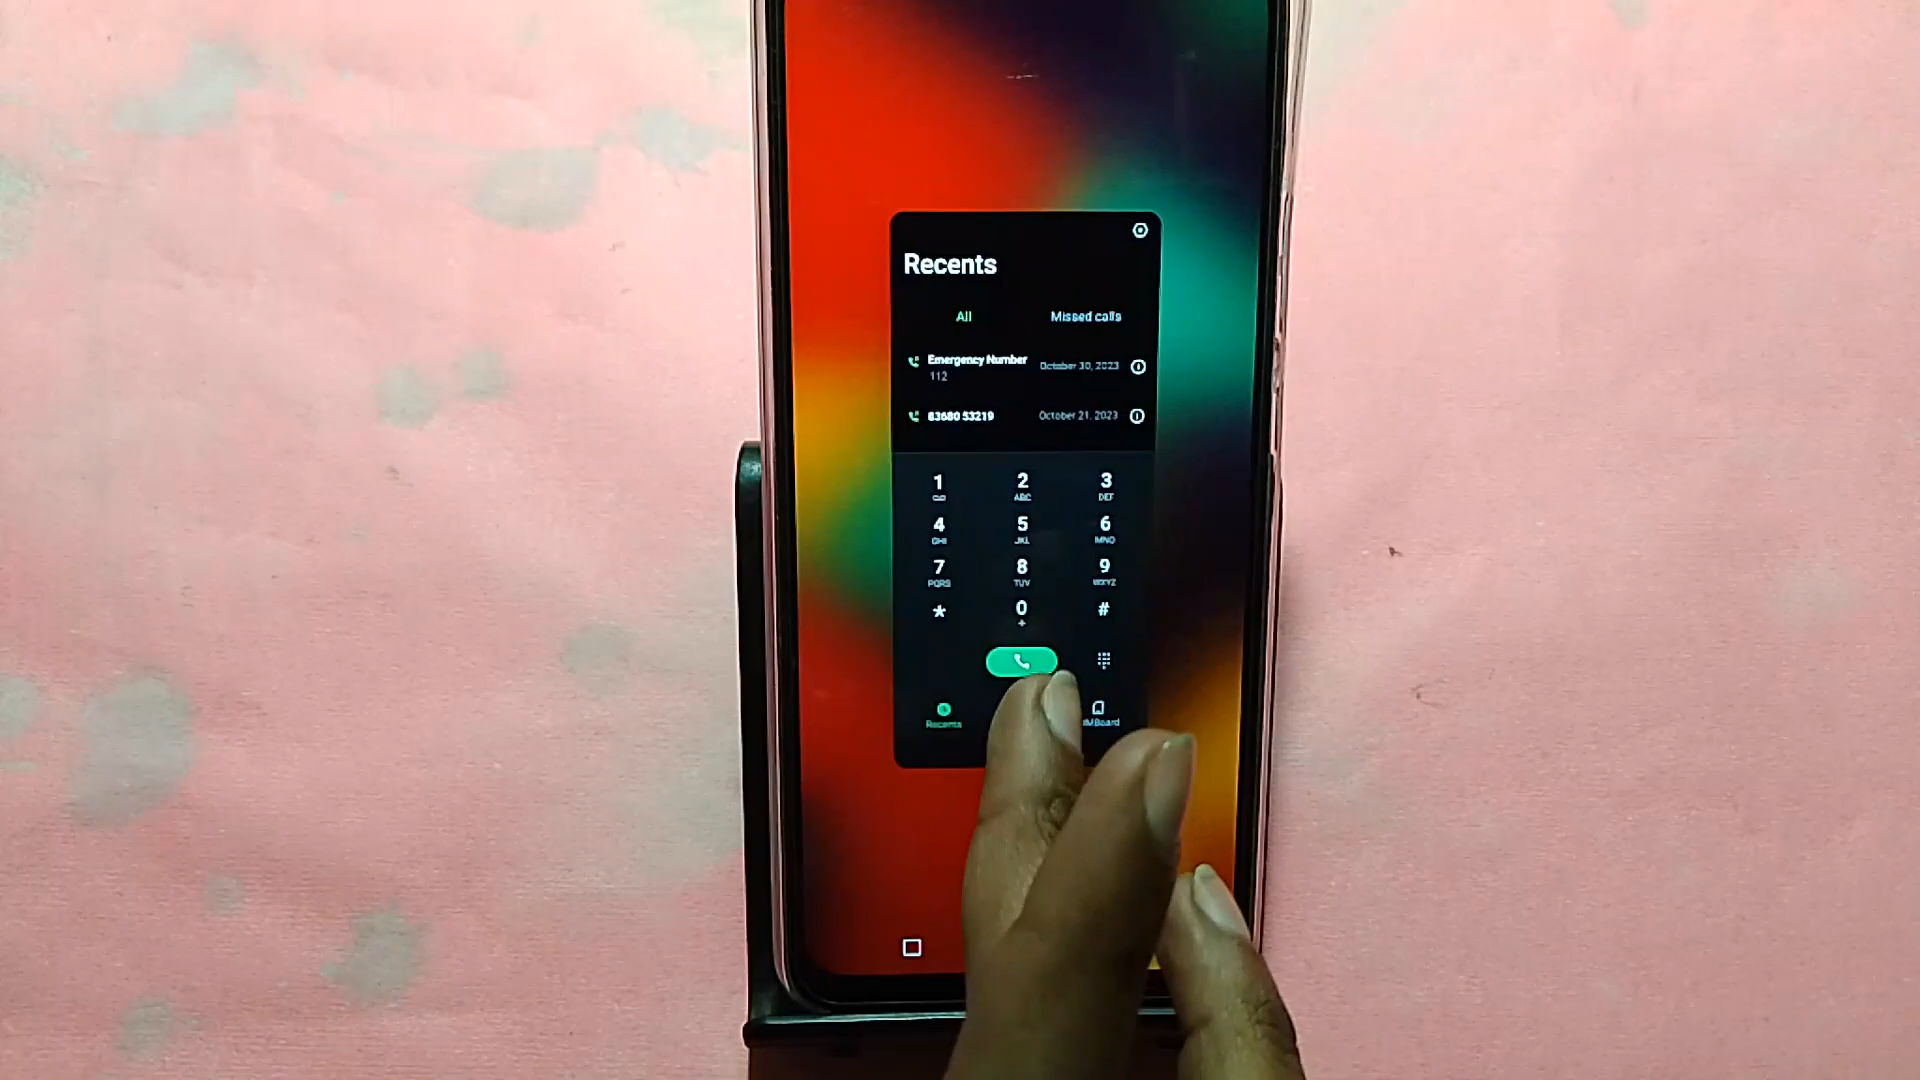 Recents
All Missed calls
Emergency Number October 30, 2023
112
83680 53219 October 21, 2023
1 2 3
ABC DEF
4 5 6
GHI JKL MNO
7 8 9
PQRS TUV WXYZ
* 0 #
+
Recents